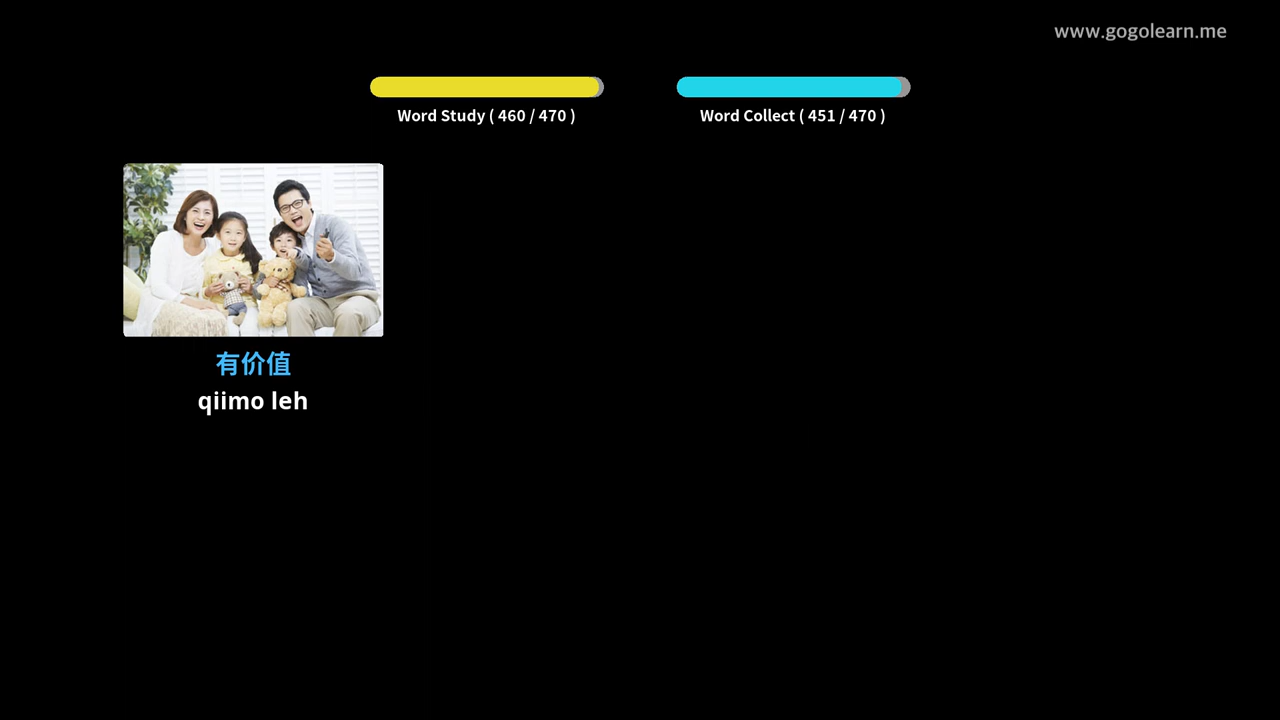 www.gogolearn.me
Word Study ( 460 / 470 )
Word Collect ( 451 / 470 )
有价值
qiimo leh